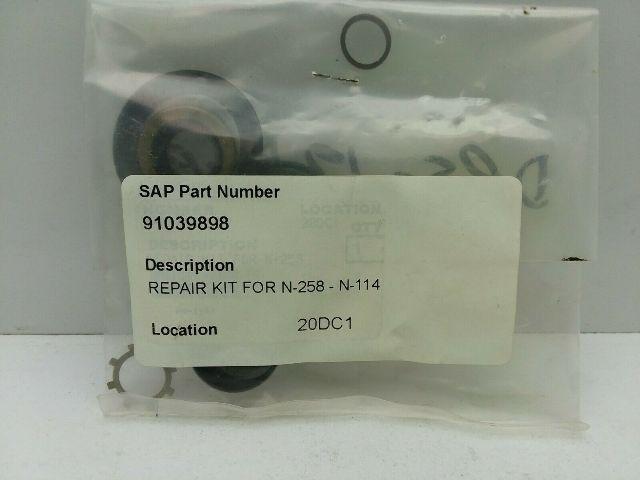 SAP Part Number
91039898
Description
REPAIR KIT FOR N-258 - N-114
Location 20DC1